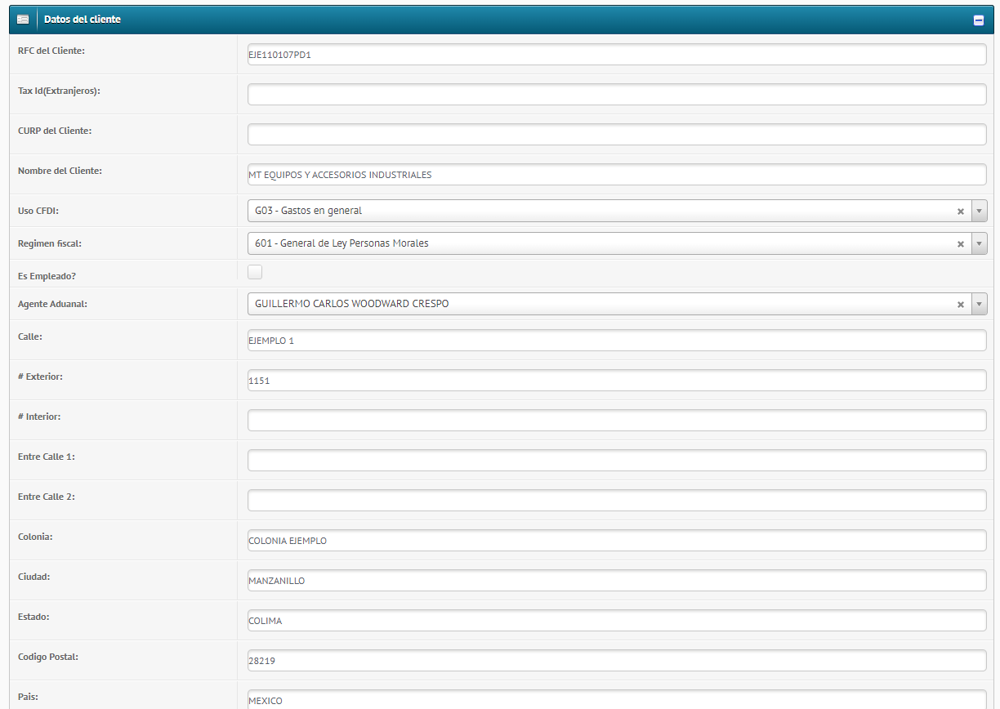 Datos del cliente
RFC del Cliente: EJE110107PD1
Tax Id(Extranjeros):
CURP del Cliente:
Nombre del Cliente: MT EQUIPOS Y ACCESORIOS INDUSTRIALES
Uso CFDI: G03 - Gastos en general
Regimen fiscal: 601 - General de Ley Personas Morales
Es Empleado?
Agente Aduanal: GUILLERMO CARLOS WOODWARD CRESPO
Calle: EJEMPLO 1
# Exterior: 1151
# Interior:
Entre Calle 1:
Entre Calle 2:
Colonia: COLONIA EJEMPLO
Ciudad: MANZANILLO
Estado: COLIMA
Codigo Postal: 28219
Pais: MEXICO